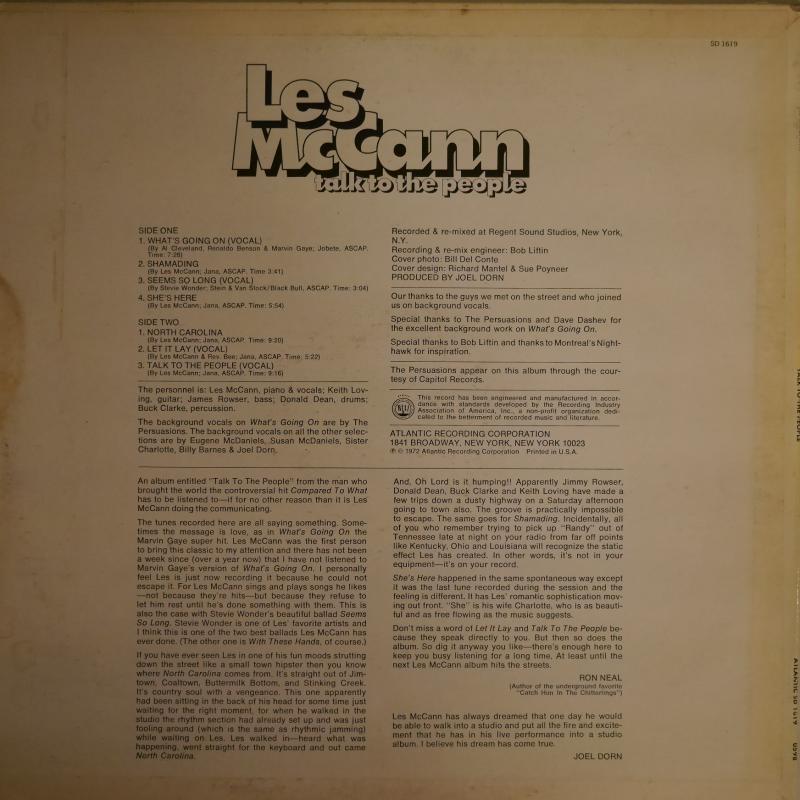 SD 1619
Les
McCann
talk to the people
SIDE ONE
1. WHAT'S GOING ON (VOCAL)
(By Al Cleveland, Renaldo Benson & Marvin Gaye; Jobete, ASCAP.
Time: 7:26)
2. SHAMADING
(By Les McCann; Jana, ASCAP. Time 3:41)
3. SEEMS SO LONG (VOCAL)
(By Stevie Wonder; Stein & Van Stock/Black Bull, ASCAP. Time: 3:04)
4. SHE'S HERE
(By Les McCann; Jana, ASCAP. Time: 5:54)
SIDE TWO
1. NORTH CAROLINA
(By Les McCann; Jana, ASCAP. Time: 9:20)
2. LET IT LAY (VOCAL)
(By Les McCann & Rev. Bee; Jana, ASCAP. Time; 5:22)
3. TALK TO THE PEOPLE (VOCAL)
(By Les McCann; Jana, ASCAP. Time: 9:16)
The personnel is: Les McCann, piano & vocals; Keith Lov-
ing, guitar; James Rowser, bass; Donald Dean, drums;
Buck Clarke, percussion.
The background vocals on What's Going On are by The
Persuasions. The background vocals on all the other selec-
tions are by Eugene McDaniels, Susan McDaniels, Sister
Charlotte, Billy Barnes & Joel Dorn.
Recorded & re-mixed at Regent Sound Studios, New York,
N.Y.
Recording & re-mix engineer: Bob Liftin
Cover photo: Bill Del Conte
Cover design: Richard Mantel & Sue Poyneer
PRODUCED BY JOEL DORN
Our thanks to the guys we met on the street and who joined
us on background vocals.
Special thanks to The Persuasions and Dave Dashev for
the excellent background work on What's Going On.
Special thanks to Bob Liftin and thanks to Montreal's Night-
hawk for inspiration.
The Persuasions appear on this album through the cour-
tesy of Capitol Records.
This record has been engineered and manufactured in accor-
dance with standards developed by the Recording Industry
Association of America, Inc., a non-profit organization dedi-
cated to the betterment of recorded music and literature.
ATLANTIC RECORDING CORPORATION
1841 BROADWAY, NEW YORK, NEW YORK 10023
℗ © 1972 Atlantic Recording Corporation Printed in U.S.A.
An album entitled "Talk To The People" from the man who
brought the world the controversial hit Compared To What
has to be listened to—if for no other reason than it is Les
McCann doing the communicating.
The tunes recorded here are all saying something. Some-
times the message is love, as in What's Going On the
Marvin Gaye super hit. Les McCann was the first person
to bring this classic to my attention and there has not been
a week since (over a year now) that I have not listened to
Marvin Gaye's version of What's Going On. I personally
feel Les is just now recording it because he could not
escape it. For Les McCann sings and plays songs he likes
—not because they're hits—but because they refuse to
let him rest until he's done something with them. This is
also the case with Stevie Wonder's beautiful ballad Seems
So Long. Stevie Wonder is one of Les' favorite artists and
I think this is one of the two best ballads Les McCann has
ever done. (The other one is With These Hands, of course.)
If you have ever seen Les in one of his fun moods strutting
down the street like a small town hipster then you know
where North Carolina comes from. It's straight out of Jim-
town, Coaltown, Buttermilk Bottom, and Stinking Creek.
It's country soul with a vengeance. This one apparently
had been sitting in the back of his head for some time just
waiting for the right moment, for when he walked in the
studio the rhythm section had already set up and was just
fooling around (which is the same as rhythmic jamming)
while waiting on Les. Les walked in—heard what was
happening, went straight for the keyboard and out came
North Carolina.
And, Oh Lord is it humping!! Apparently Jimmy Rowser,
Donald Dean, Buck Clarke and Keith Loving have made a
few trips down a dusty highway on a Saturday afternoon
going to town also. The groove is practically impossible
to escape. The same goes for Shamading. Incidentally, all
of you who remember trying to pick up "Randy" out of
Tennessee late at night on your radio from far off points
like Kentucky, Ohio and Louisiana will recognize the static
effect Les has created. In other words, it's not in your
equipment—it's on your record.
She's Here happened in the same spontaneous way except
it was the last tune recorded during the session and the
feeling is different. It has Les' romantic sophistication mov-
ing out front. "She" is his wife Charlotte, who is as beauti-
ful and as free flowing as the music suggests.
Don't miss a word of Let It Lay and Talk To The People be-
cause they speak directly to you. But then so does the
album. So dig it anyway you like—there's enough here to
keep you busy listening for a long time, At least until the
next Les McCann album hits the streets.
RON NEAL
(Author of the underground favorite
"Catch Hun In The Chitterlings")
Les McCann has always dreamed that one day he would
be able to walk into a studio and put all the fire and excite-
ment that he has in his live performance into a studio
album. I believe his dream has come true.
JOEL DORN